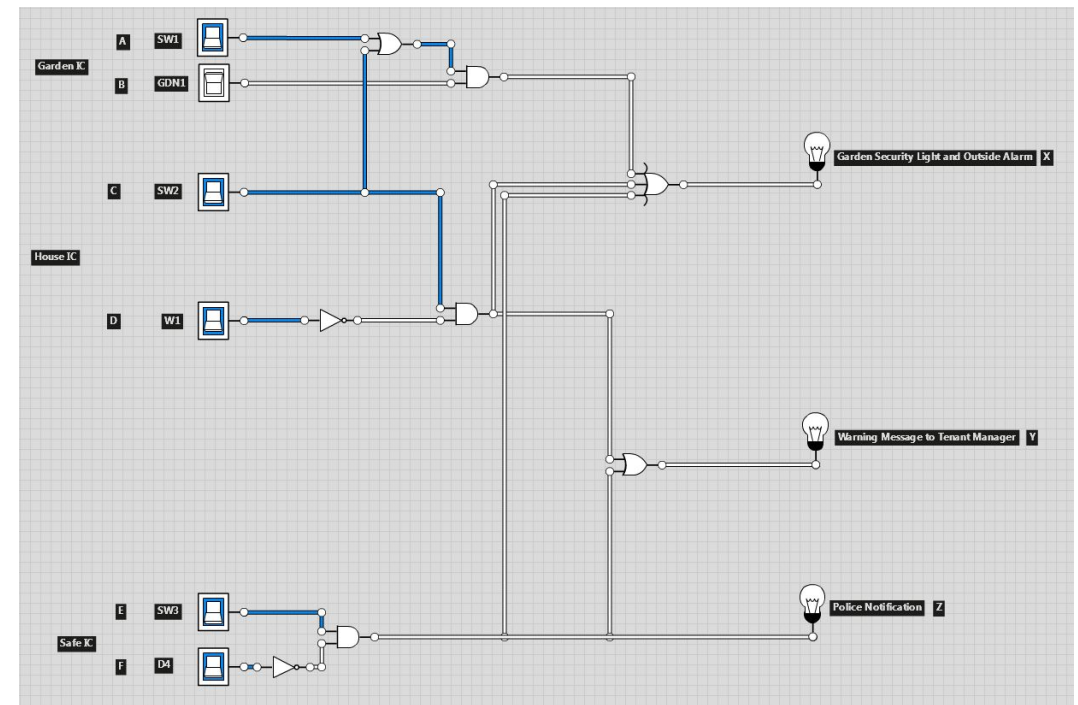 A SW1
Garden IC
B GDN1
Garden Security Light and Outside Alarm X
C SW2
House IC
D W1
Warning Message to Tenant Manager Y
E SW3
Police Notification Z
Safe IC
F D4